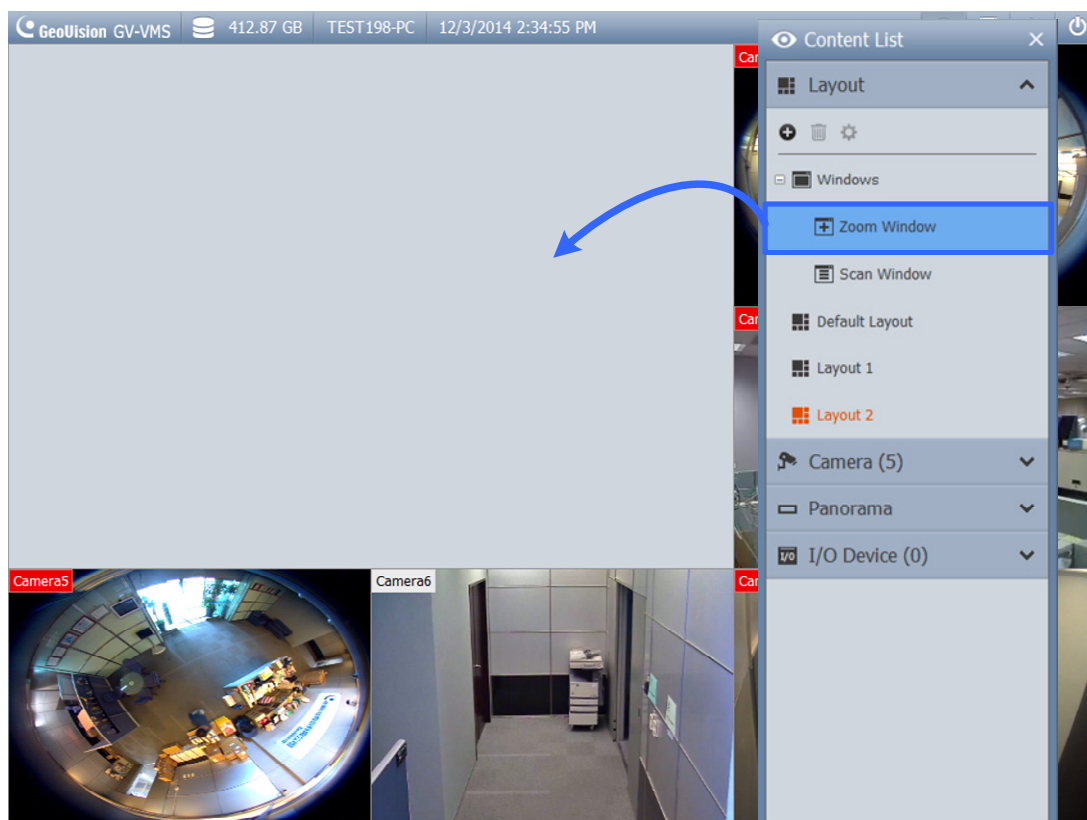 GeoVision GV-VMS 412.87 GB TEST198-PC 12/3/2014 2:34:55 PM
Content List
Layout
Windows
Zoom Window
Scan Window
Default Layout
Layout 1
Layout 2
Camera (5)
Panorama
I/O I/O Device (0)
Camera5
Camera6